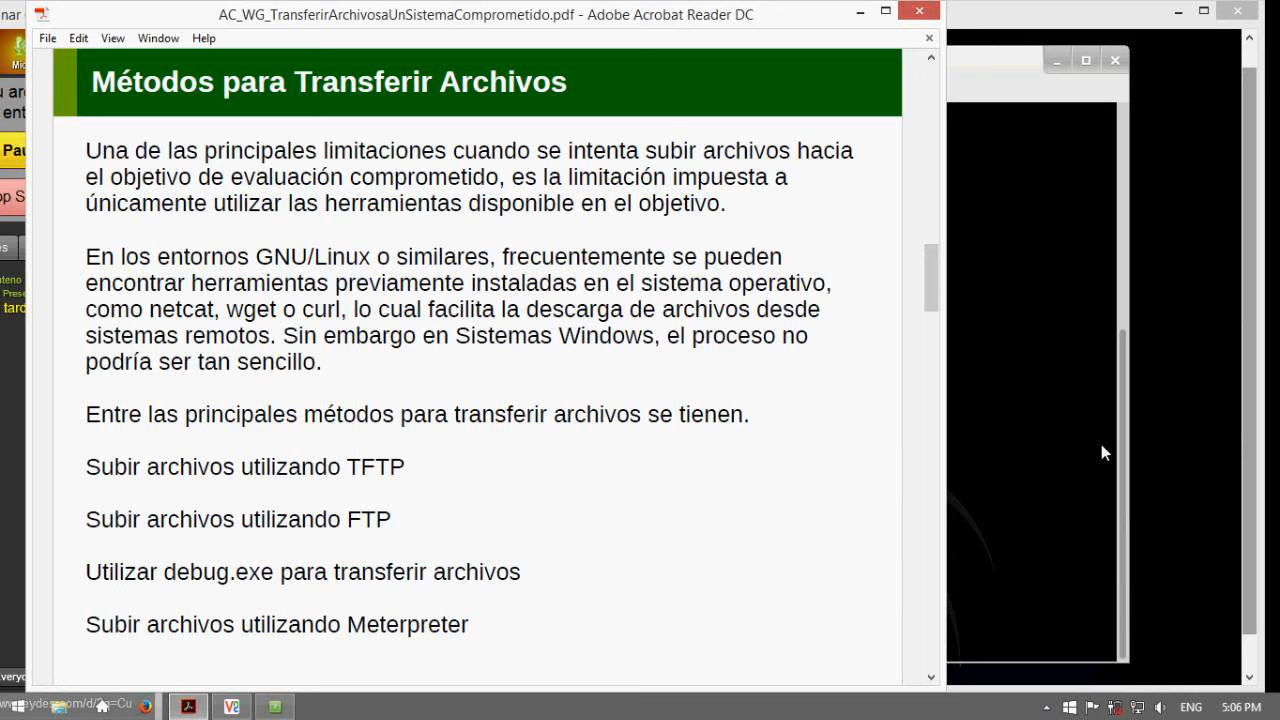 AC_WG_TransferirArchivosaUnSistemaComprometido.pdf - Adobe Acrobat Reader DC
File Edit View Window Help
Métodos para Transferir Archivos
Una de las principales limitaciones cuando se intenta subir archivos hacia
el objetivo de evaluación comprometido, es la limitación impuesta a
únicamente utilizar las herramientas disponible en el objetivo.
En los entornos GNU/Linux o similares, frecuentemente se pueden
encontrar herramientas previamente instaladas en el sistema operativo,
como netcat, wget o curl, lo cual facilita la descarga de archivos desde
sistemas remotos. Sin embargo en Sistemas Windows, el proceso no
podría ser tan sencillo.
Entre las principales métodos para transferir archivos se tienen.
Subir archivos utilizando TFTP
Subir archivos utilizando FTP
Utilizar debug.exe para transferir archivos
Subir archivos utilizando Meterpreter
ENG 5:06 PM